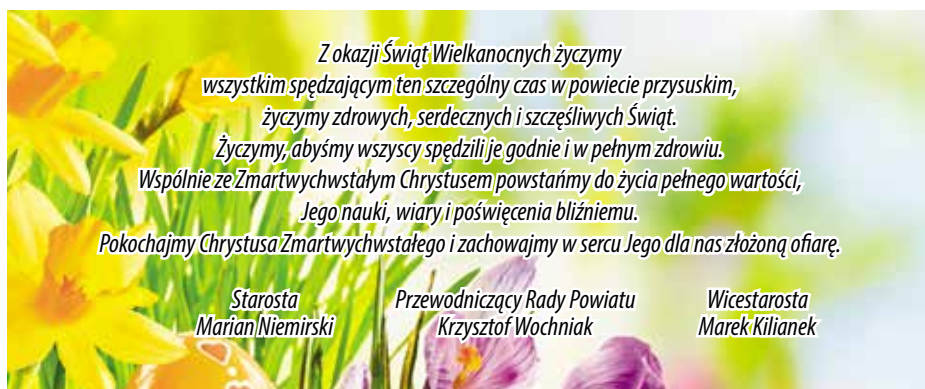 Z okazji Świąt Wielkanocnych życzymy
wszystkim spędzającym ten szczególny czas w powiecie przysuskim,
życzymy zdrowych, serdecznych i szczęśliwych Świąt.
Życzymy, abyśmy wszyscy spędzili je godnie i w pełnym zdrowiu.
Wspólnie ze Zmartwychwstałym Chrystusem powstańmy do życia pełnego wartości,
Jego nauki, wiary i poświęcenia bliźniemu.
Pokochajmy Chrystusa Zmartwychwstałego i zachowajmy w sercu Jego dla nas złożoną ofiarę.
Starosta Przewodniczący Rady Powiatu Wicestarosta
Marian Niemirski Krzysztof Wochniak Marek Kilianek